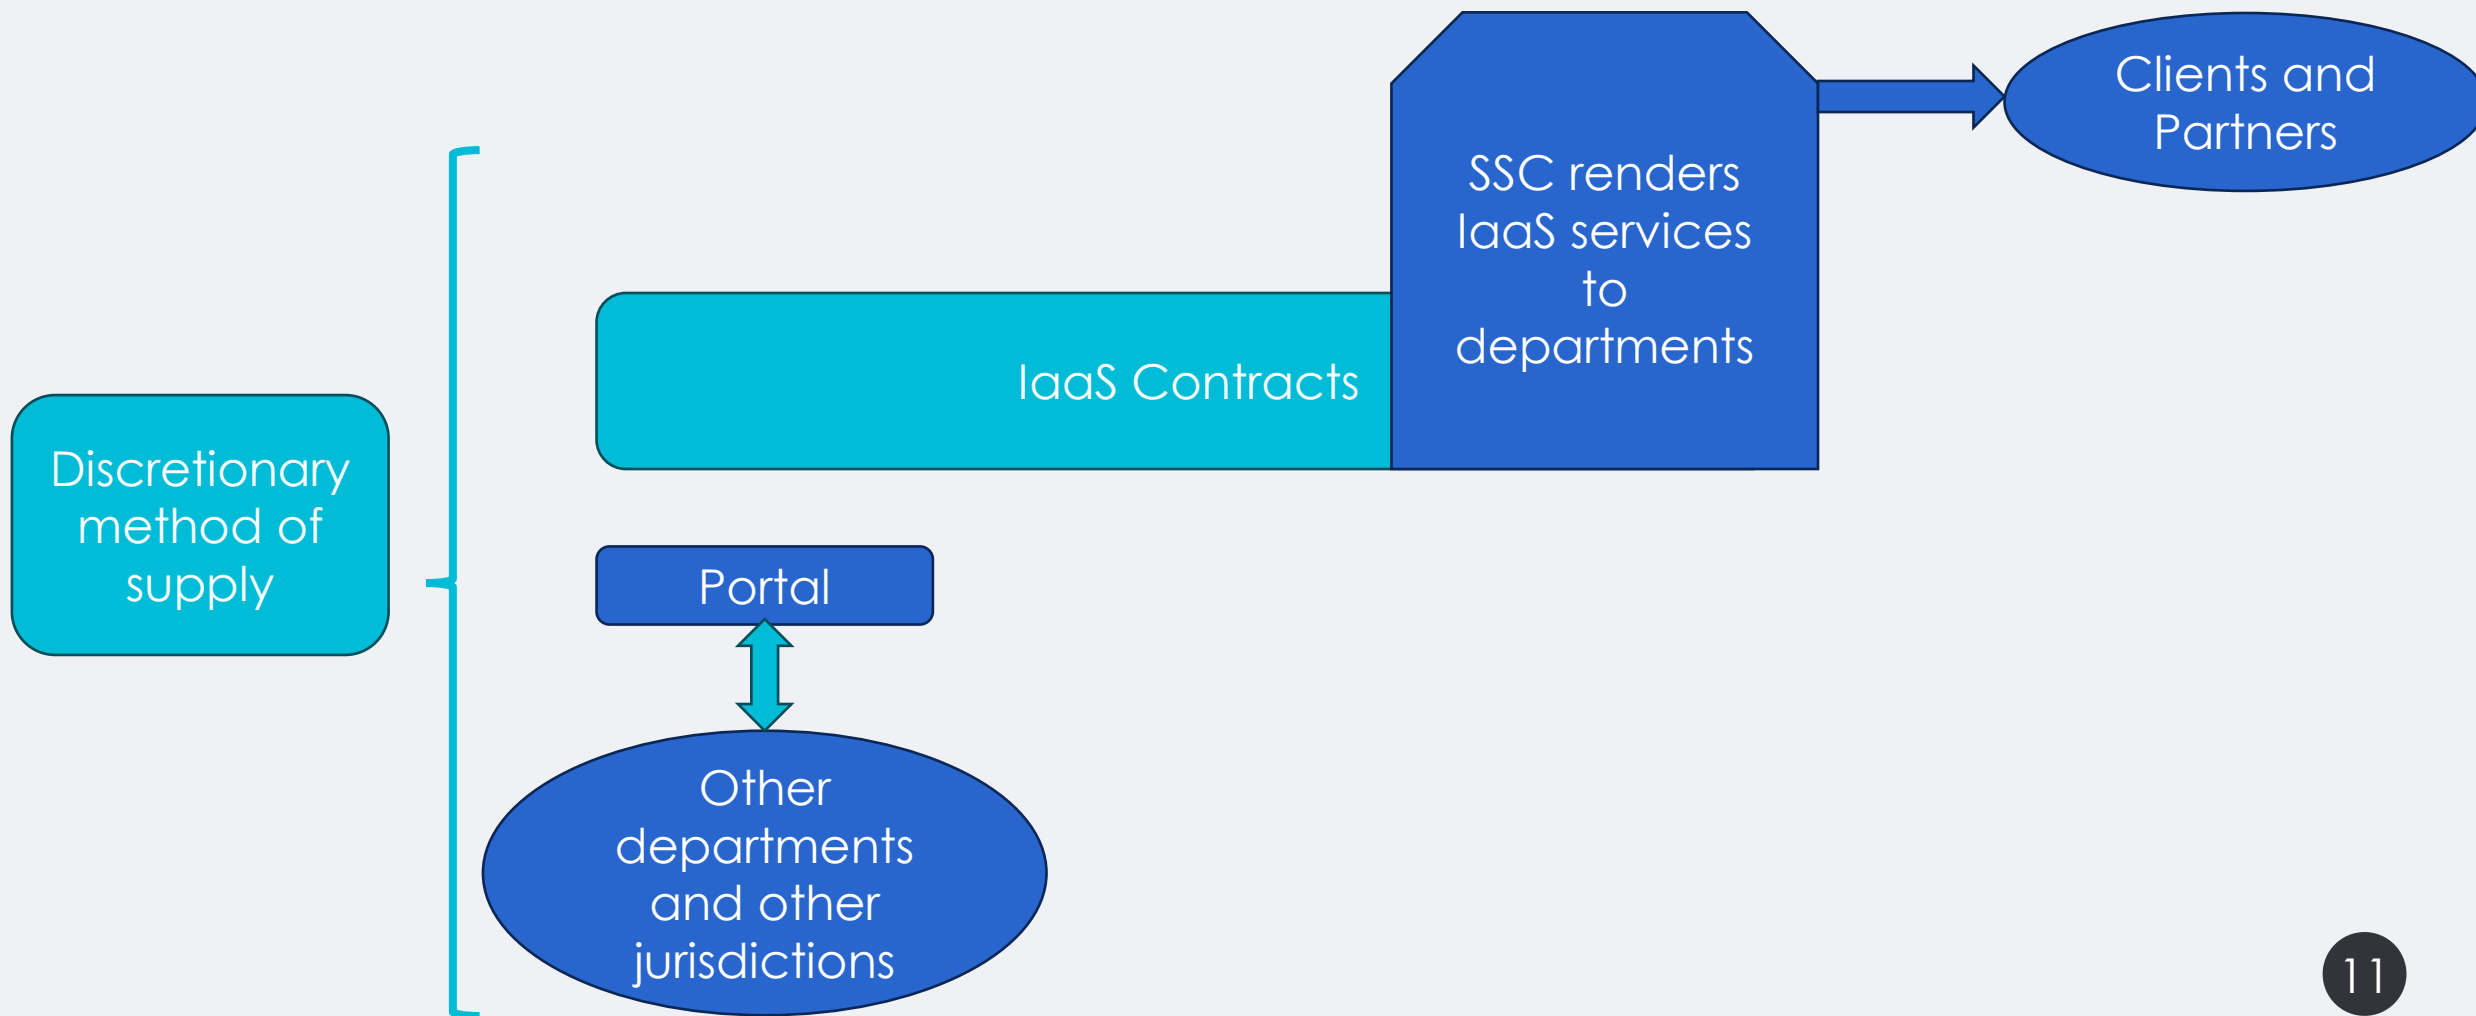 Clients and
Partners
SSC renders
IaaS services
to
departments
IaaS Contracts
Discretionary
method of
supply
Portal
Other
departments
and other
jurisdictions
11